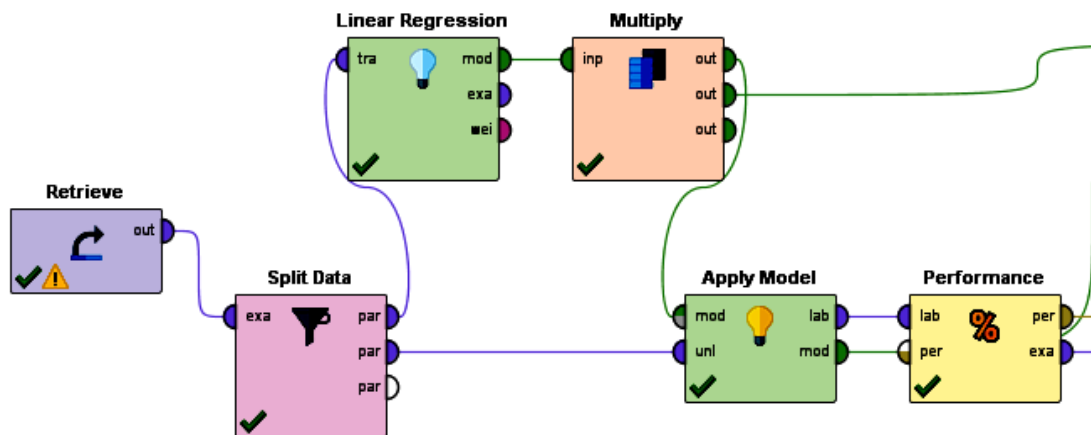 Linear Regression
tra
mod
exa
wei
Multiply
inp
out
out
out
Retrieve
out
Split Data
exa
par
par
par
Apply Model
mod
lab
unl
mod
Performance
%
lab
per
per
exa